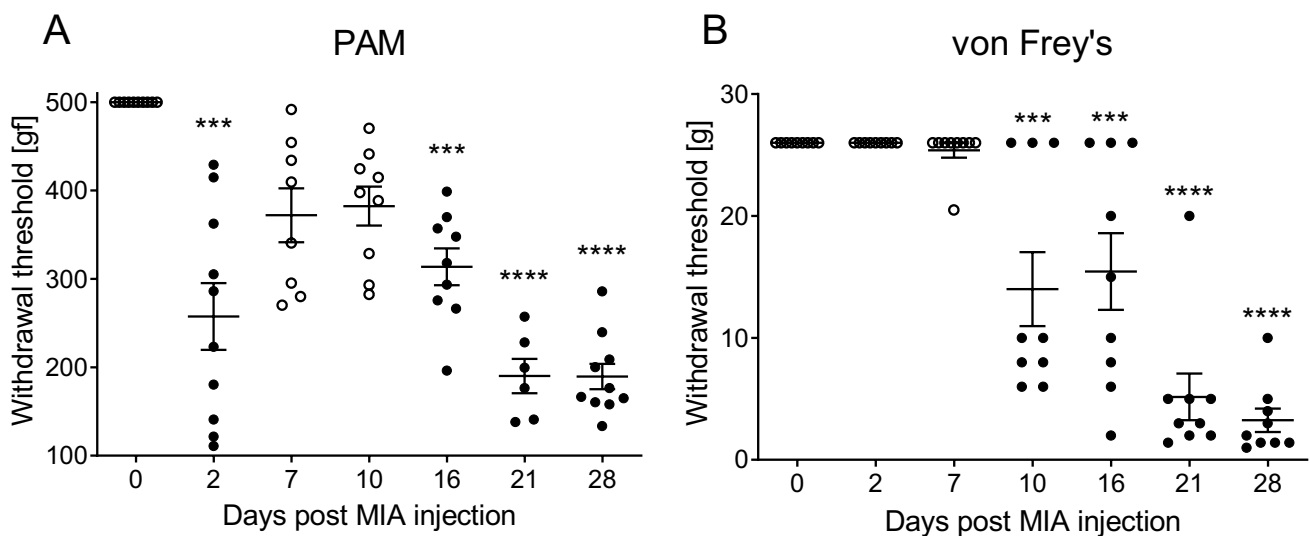 A
PAM
Withdrawal threshold [gf]
500
400
300
200
100
***
***
****
****
0 2 7 10 16 21 28
Days post MIA injection
B
von Frey's
Withdrawal threshold [g]
30
20
10
0
***
***
****
****
0 2 7 10 16 21 28
Days post MIA injection